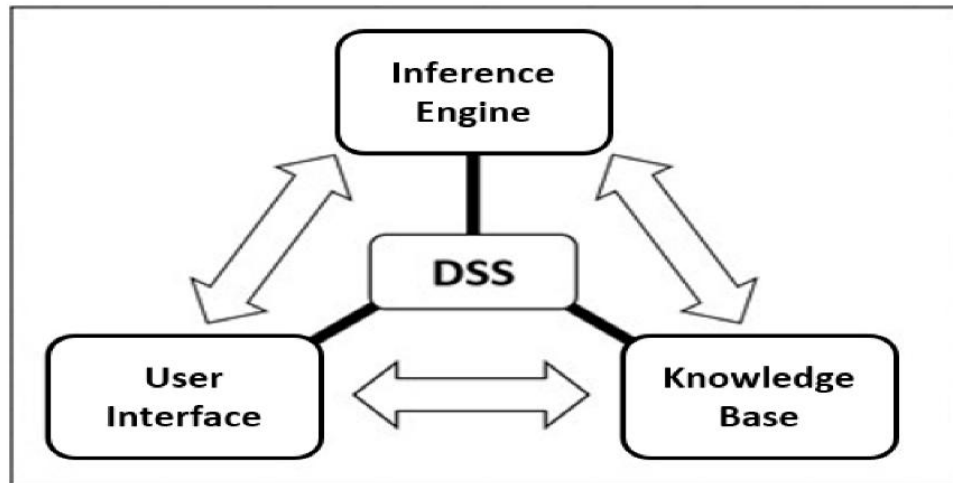 Inference
Engine
DSS
User
Interface
Knowledge
Base